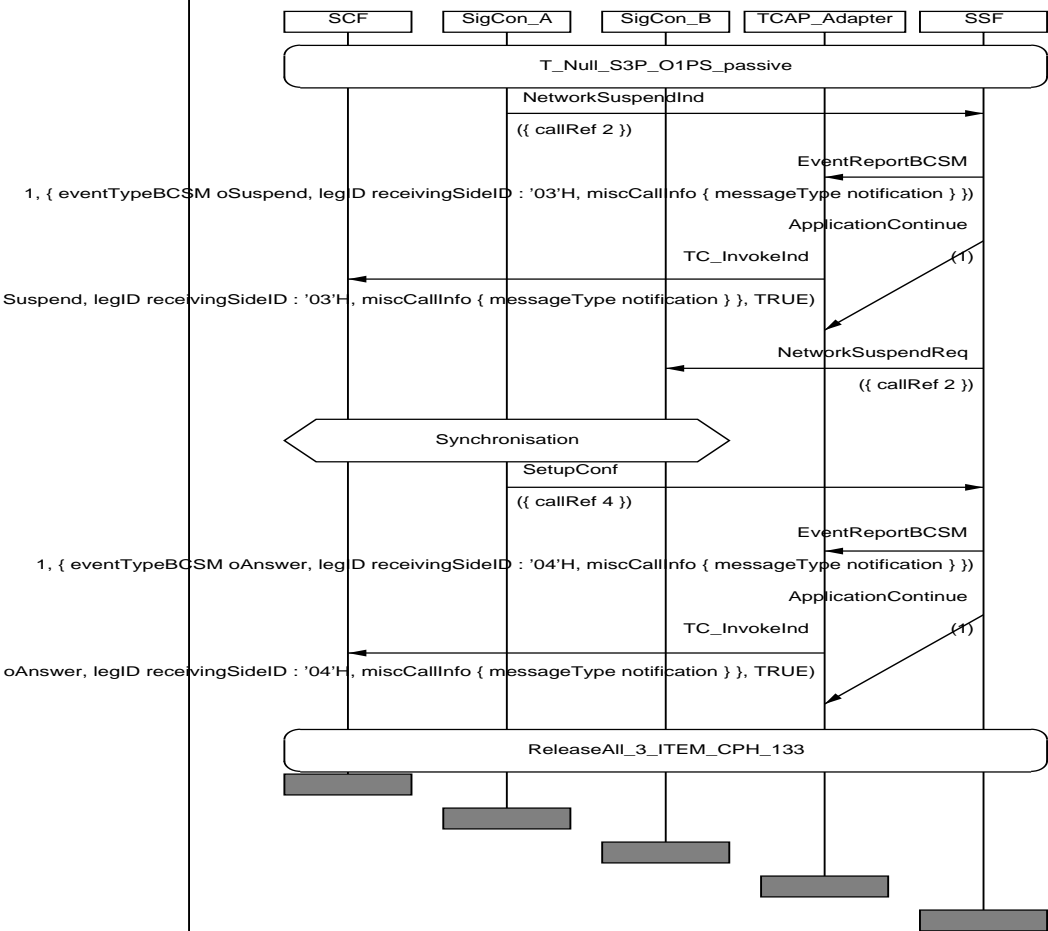 SCF SigCon_A SigCon_B TCAP_Adapter SSF
T_Null_S3P_O1PS_passive
NetworkSuspendInd
({ callRef 2 })
EventReportBCSM
1, { eventTypeBCSM oSuspend, legID receivingSideID : '03'H, miscCallInfo { messageType notification } })
ApplicationContinue
TC_InvokeInd
(1)
Suspend, legID receivingSideID : '03'H, miscCallInfo { messageType notification } }, TRUE)
NetworkSuspendReq
({ callRef 2 })
Synchronisation
SetupConf
({ callRef 4 })
EventReportBCSM
1, { eventTypeBCSM oAnswer, legID receivingSideID : '04'H, miscCallInfo { messageType notification } })
ApplicationContinue
TC_InvokeInd
(1)
oAnswer, legID receivingSideID : '04'H, miscCallInfo { messageType notification } }, TRUE)
ReleaseAll_3_ITEM_CPH_133